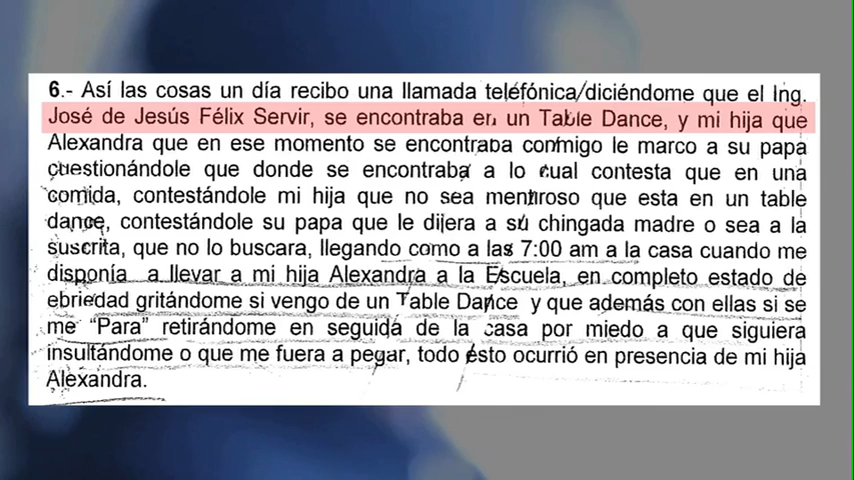 6.- Así las cosas un día recibo una llamada telefónica diciéndome que el Ing.
José de Jesús Félix Servir, se encontraba en un Table Dance, y mi hija que
Alexandra que en ese momento se encontraba conmigo le marco a su papa
cuestionándole que donde se encontraba a lo cual contesta que en una
comida, contestándole mi hija que no sea mentiroso que esta en un table
dance, contestándole su papa que le dijera a su chingada madre o sea a la
suscrita, que no lo buscara, llegando como a las 7:00 am a la casa cuando me
disponía a llevar a mi hija Alexandra a la Escuela, en completo estado de
ebriedad gritándome si vengo de un Table Dance y que además con ellas si se
me "Para" retirándome en seguida de la casa por miedo a que siguiera
insultándome o que me fuera a pegar, todo esto ocurrió en presencia de mi hija
Alexandra.